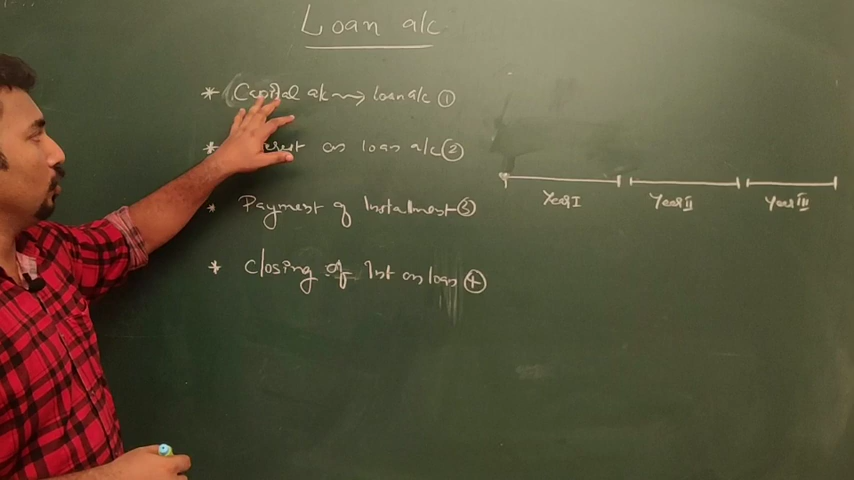 Loan a/c
* Capital a/c → loan a/c ①
* on loan a/c ②
* Payment of Instalment ③
* Closing of Int on loan ④
Year I Year II Year III